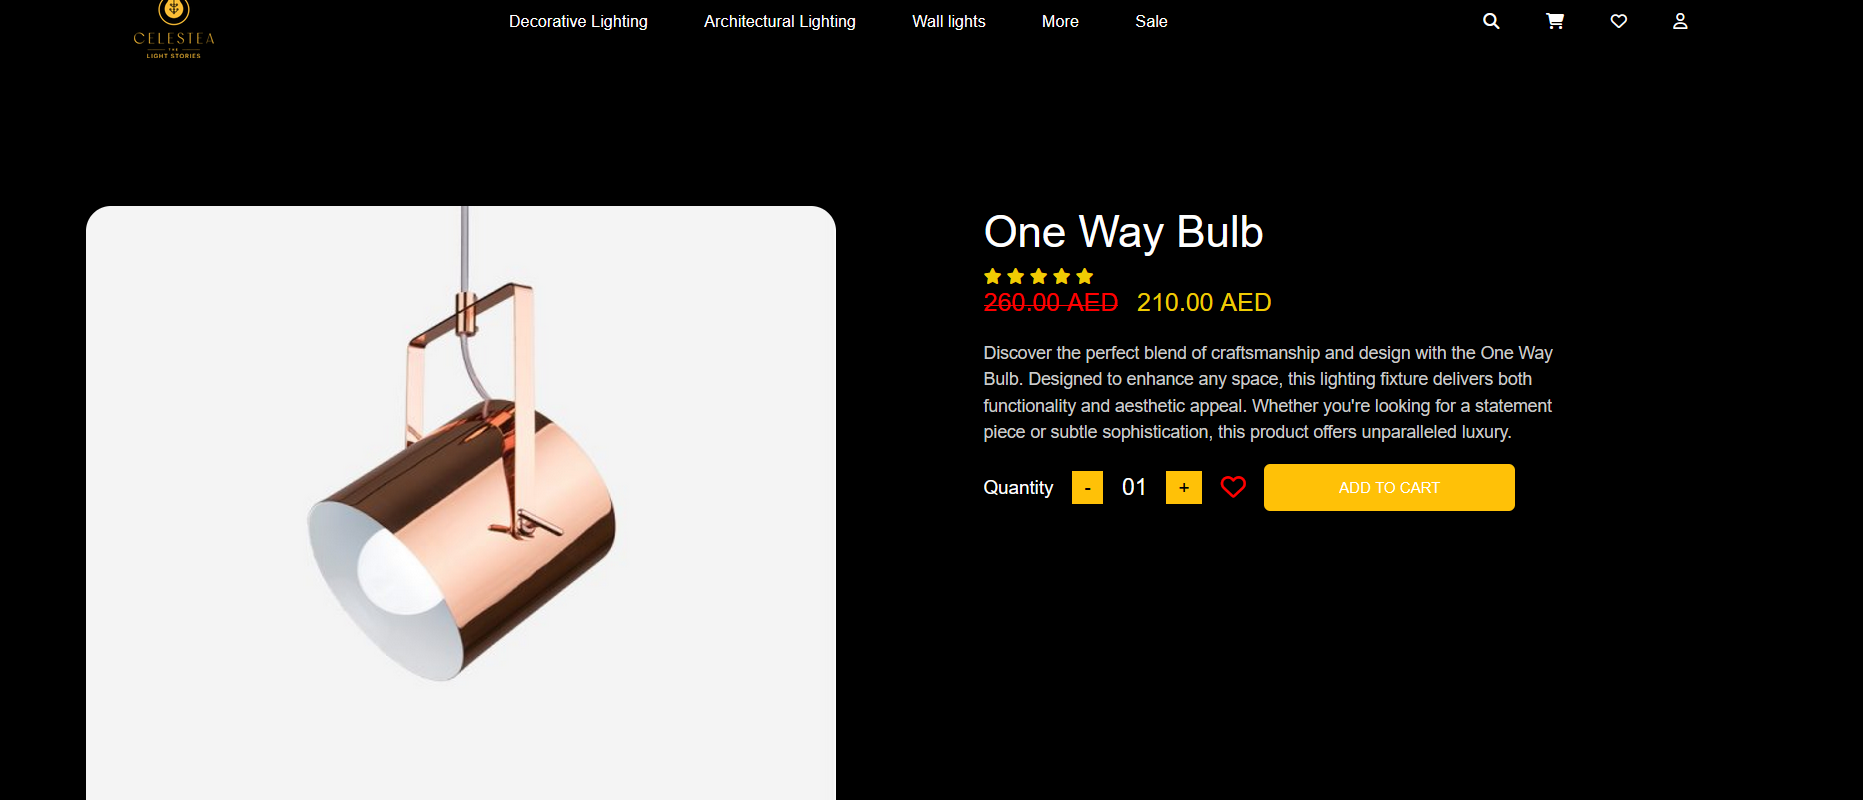 CELESTEA
THE
LIGHT STORIES
Decorative Lighting
Architectural Lighting
Wall lights
More
Sale
One Way Bulb
260.00 AED 210.00 AED
Discover the perfect blend of craftsmanship and design with the One Way
Bulb. Designed to enhance any space, this lighting fixture delivers both
functionality and aesthetic appeal. Whether you're looking for a statement
piece or subtle sophistication, this product offers unparalleled luxury.
Quantity - 01 + ADD TO CART